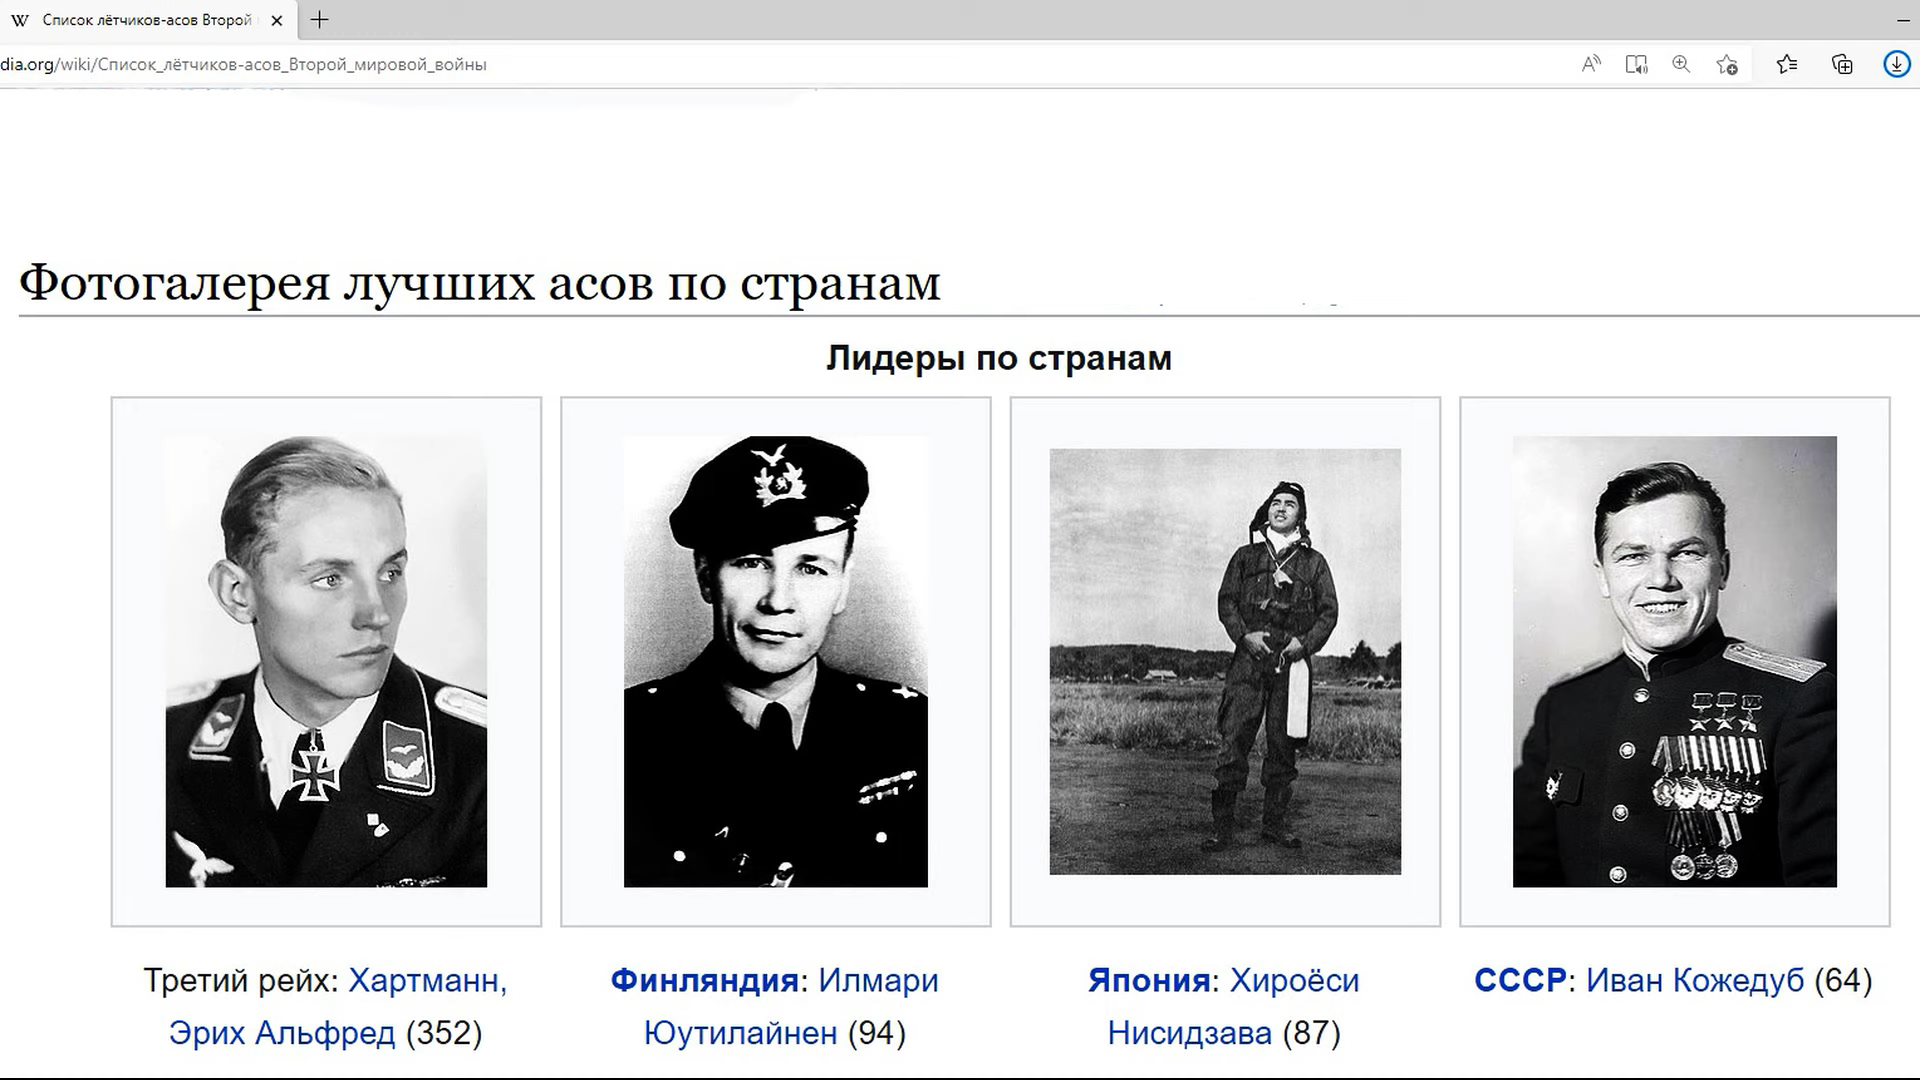 Список лётчиков-асов Второй
dia.org/wiki/Список_лётчиков-асов_Второй_мировой_войны
Фотогалерея лучших асов по странам
Лидеры по странам
Третий рейх: Хартманн,
Эрих Альфред (352)
Финляндия: Илмари
Юутилайнен (94)
Япония: Хироёси
Нисидзава (87)
СССР: Иван Кожедуб (64)